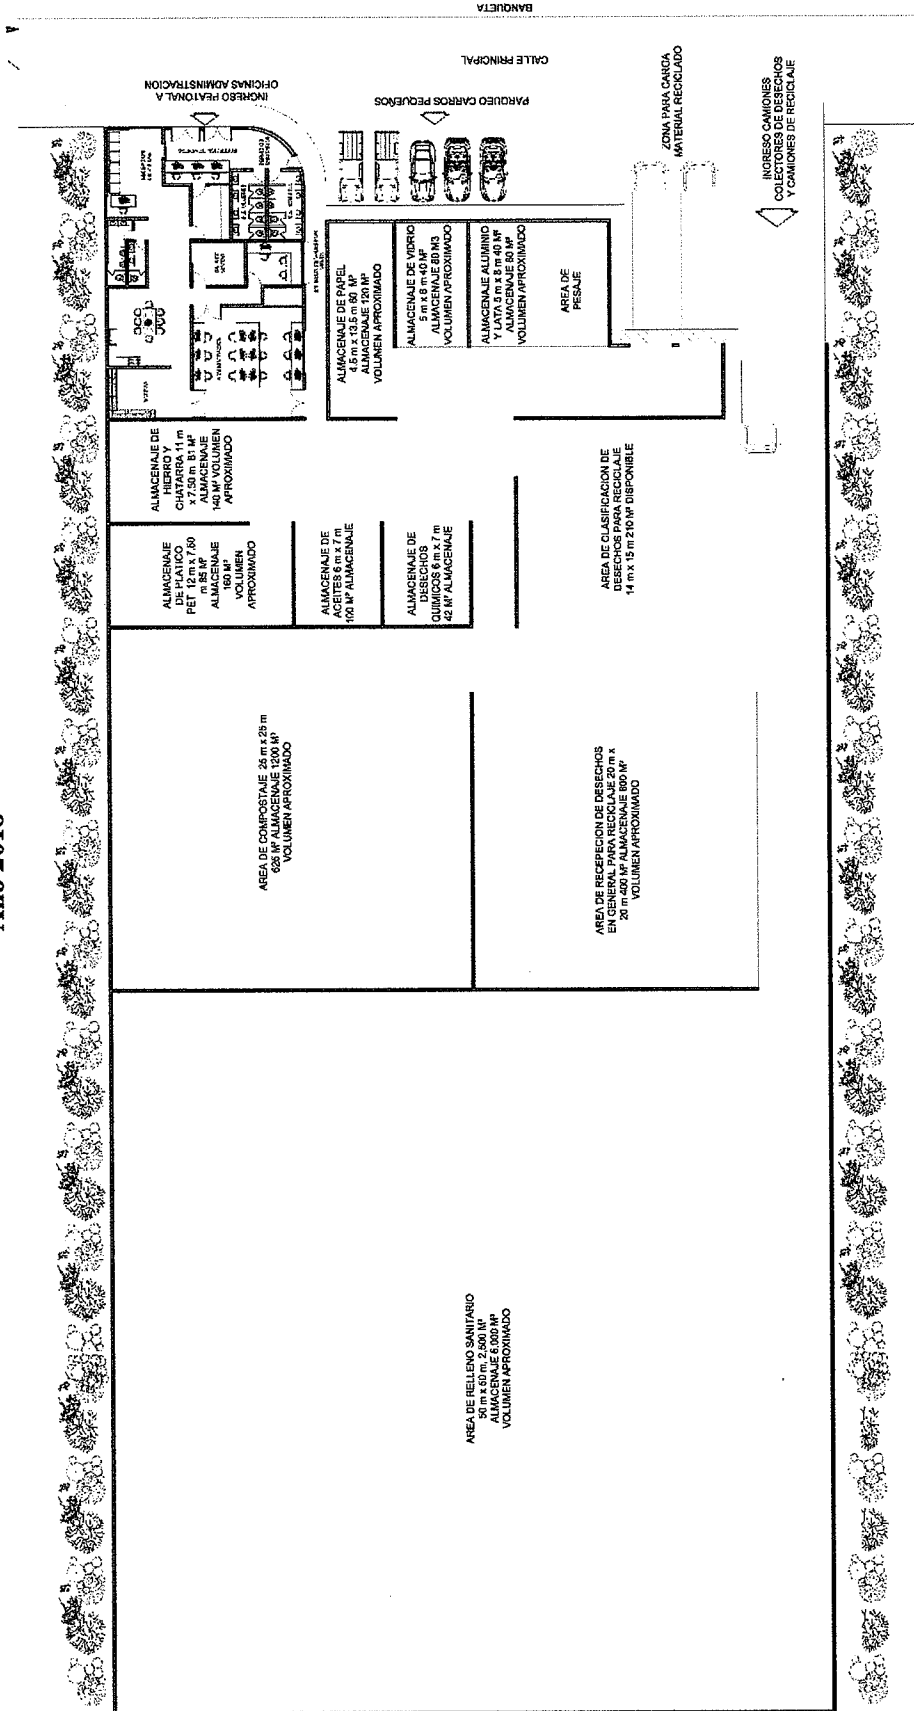 BANQUETA
CALLE PRINCIPAL
INGRESO PEATONAL A
OFICINAS ADMINISTRACION
PARQUEO CARROS PEQUEÑOS
ZONA PARA CARGA
MATERIAL RECICLADO
INGRESO CAMIONES
COLECTORES DE DESECHOS
Y CAMIONES DE RECICLAJE
ALMACENAJE DE PAPEL
4.5 m x 13.5 m 60 M²
ALMACENAJE 120 M³
VOLUMEN APROXIMADO
ALMACENAJE DE VIDRIO
5 m x 8 m 40 M²
ALMACENAJE 80 M3
VOLUMEN APROXIMADO
ALMACENAJE ALUMINIO
Y LATA 5 m x 8 m 40 M²
ALMACENAJE 80 M³
VOLUMEN APROXIMADO
AREA DE
PESAJE
ALMACENAJE DE
HIERRO Y
CHATARRA 11 m
x 7.50 m 81 M²
ALMACENAJE
140 M³ VOLUMEN
APROXIMADO
ALMACENAJE
DE PLATICO
PET 12 m x 7.50
m 85 M²
ALMACENAJE
160 M³
VOLUMEN
APROXIMADO
ALMACENAJE DE
ACEITES 6 m x 7 m
100 M³ ALMACENAJE
ALMACENAJE DE
DESECHOS
QUIMICOS 6 m x 7 m
42 M² ALMACENAJE
AREA DE CLASIFICACION DE
DESECHOS PARA RECICLAJE
14 m x 15 m 210 M² DISPONIBLE
AREA DE COMPOSTAJE 25 m x 25 m
625 M² ALMACENAJE 1200 M³
VOLUMEN APROXIMADO
AREA DE RECEPECION DE DESECHOS
EN GENERAL PARA RECICLAJE 20 m x
20 m 400 M² ALMACENAJE 800 M³
VOLUMEN APROXIMADO
AREA DE RELLENO SANITARIO
50 m x 50 m, 2,500 M²
ALMACENAJE 6,000 M³
VOLUMEN APROXIMADO